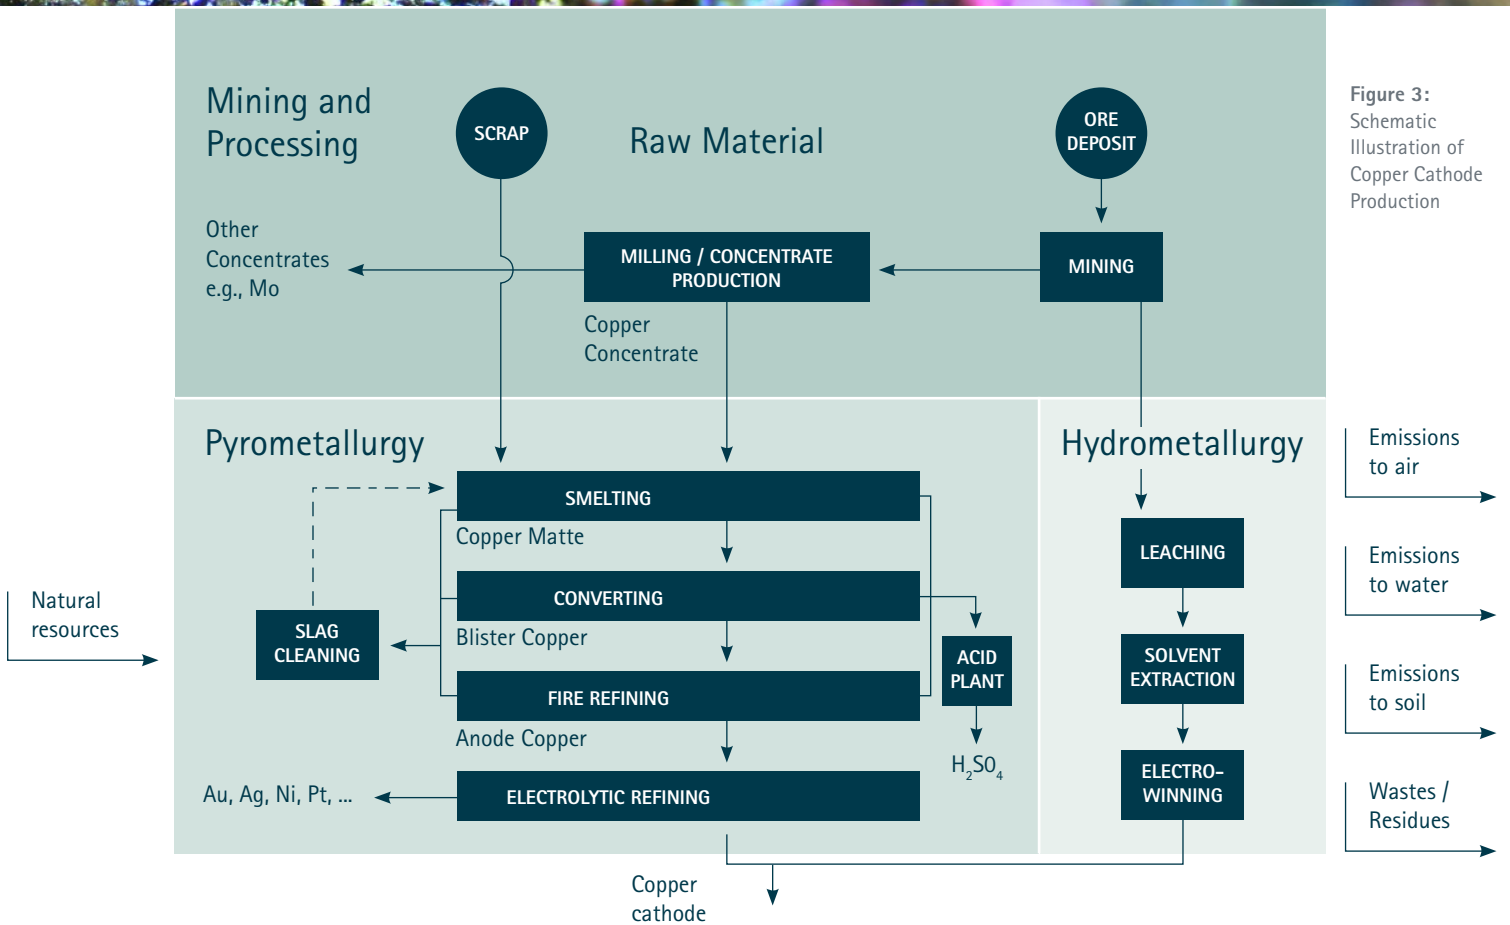 Mining and
Processing
SCRAP
Raw Material
ORE
DEPOSIT
Figure 3:
Schematic
Illustration of
Copper Cathode
Production
Other
Concentrates
e.g., Mo
MILLING / CONCENTRATE
PRODUCTION
MINING
Copper
Concentrate
Pyrometallurgy
Hydrometallurgy
SMELTING
Copper Matte
CONVERTING
Blister Copper
FIRE REFINING
Anode Copper
ELECTROLYTIC REFINING
SLAG
CLEANING
ACID
PLANT
H₂SO₄
Au, Ag, Ni, Pt, ...
LEACHING
SOLVENT
EXTRACTION
ELECTRO-
WINNING
Natural
resources
Emissions
to air
Emissions
to water
Emissions
to soil
Wastes /
Residues
Copper
cathode